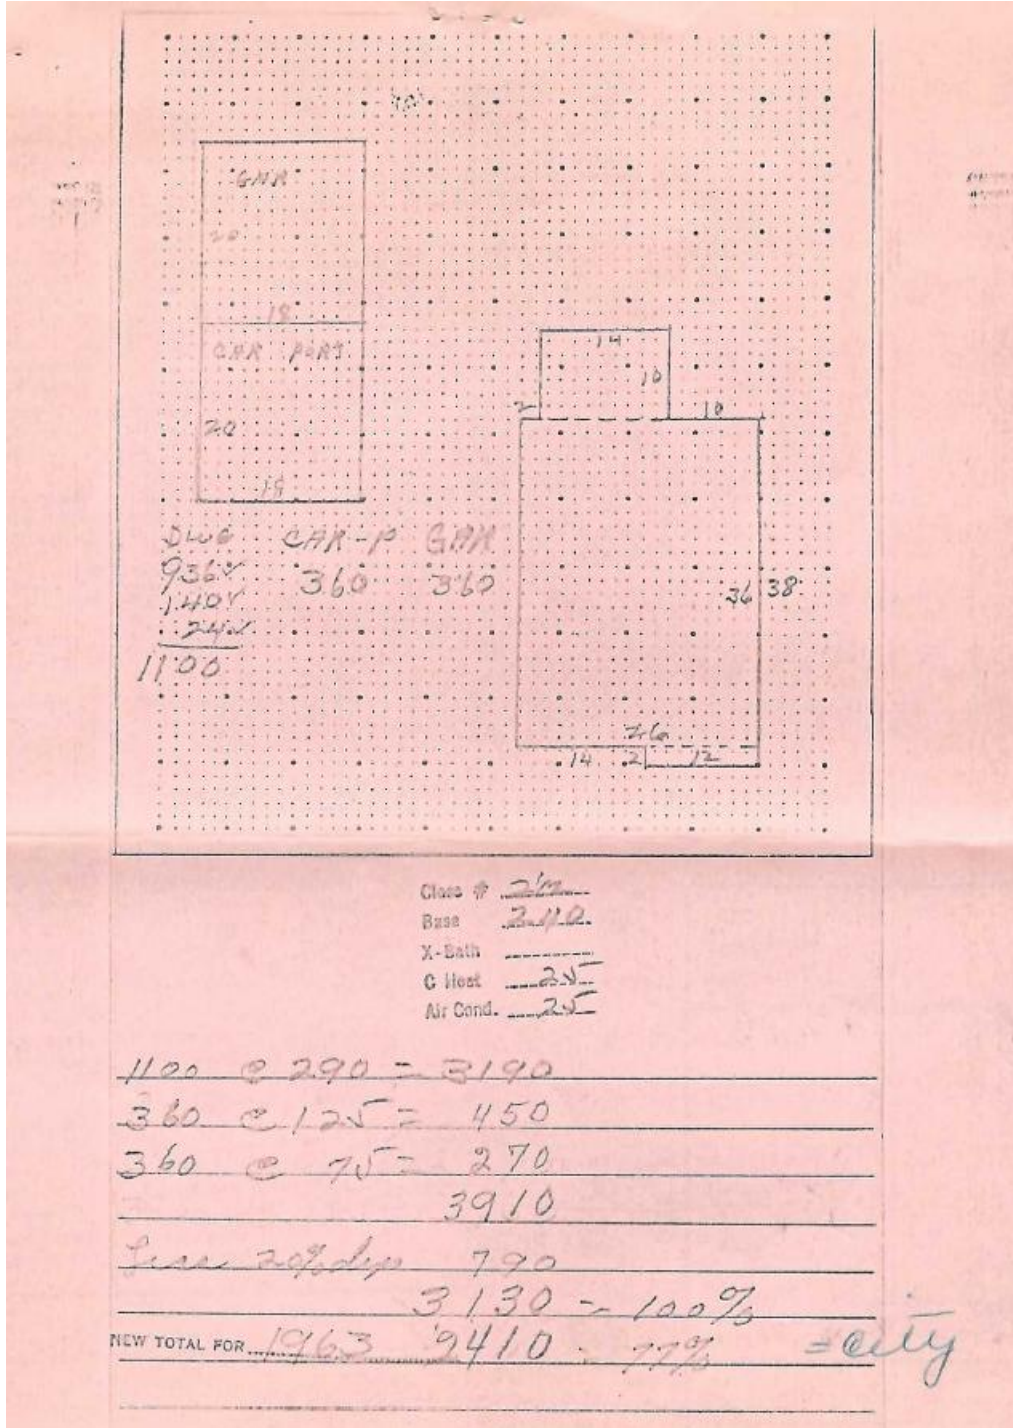 GAR
20
18
CAR PORT
20
18
14
10
2
10
DWG CAR-P GAR
936✓ 360 360
140✓
24✓
1100
36 38
26
14 2 12
Class #
Base 240
X-Bath
C Heat 25
Air Cond. 25
1100 @ 290 = 3190
360 @ 125 = 450
360 @ 75 = 270
3910
Less 20% dep
3130 = 100%
NEW TOTAL FOR 1963 2410 = 77% = City